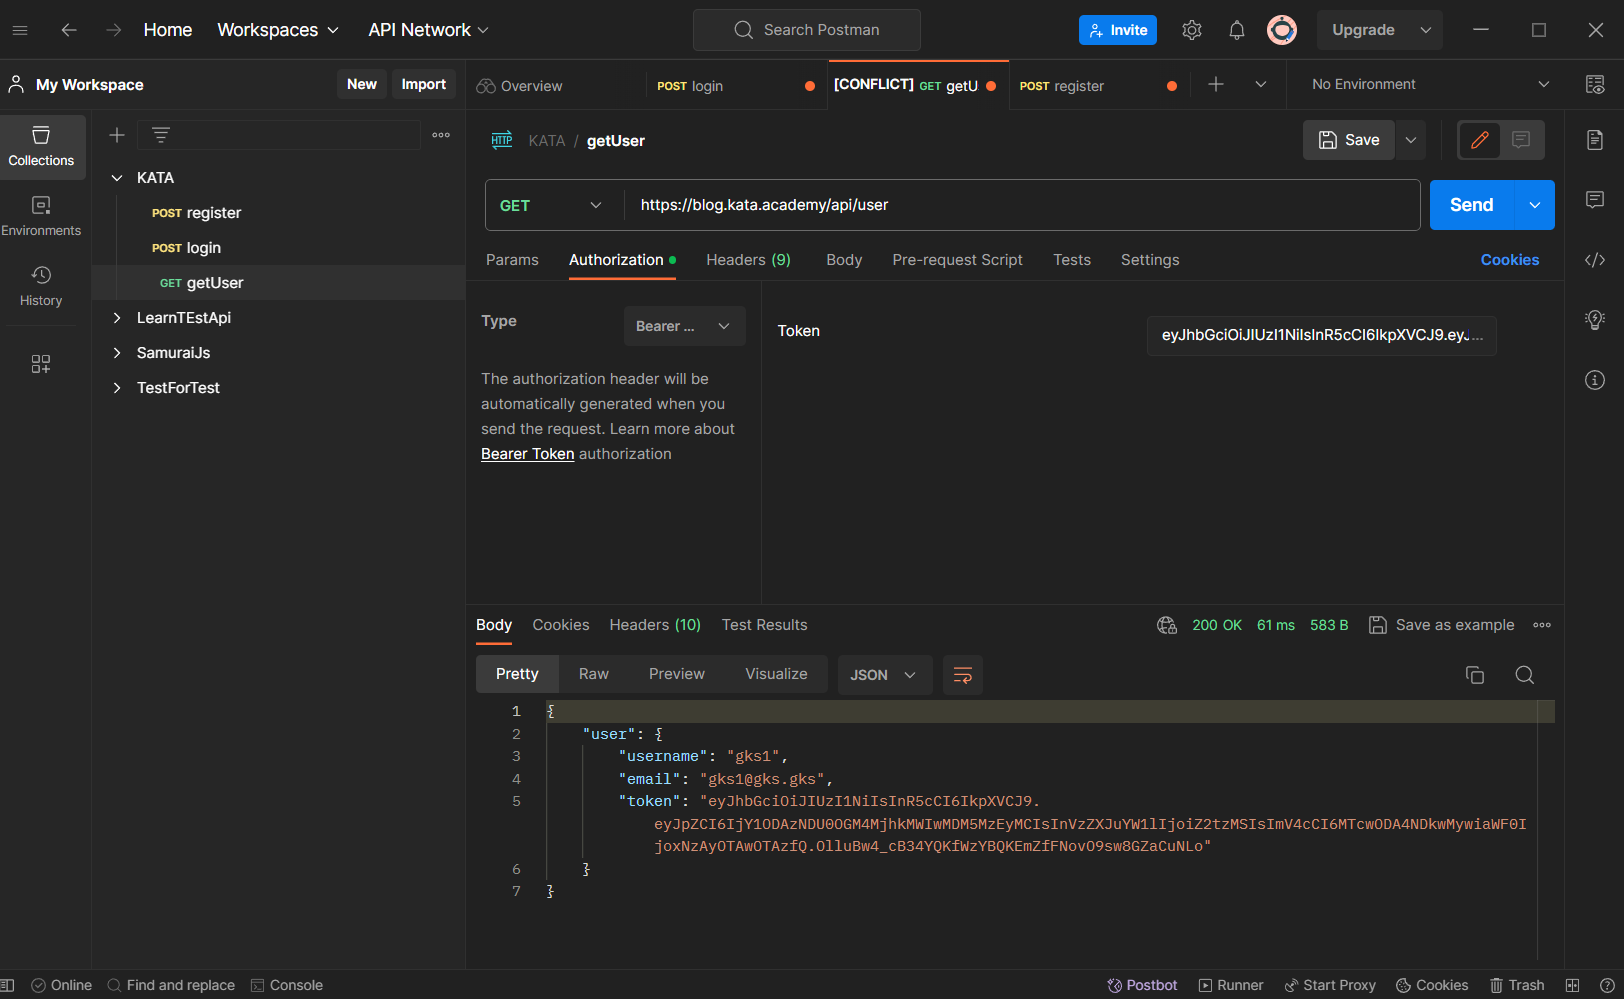 Home Workspaces API Network Search Postman Invite Upgrade
My Workspace New Import Overview POST login [CONFLICT] GET getU POST register No Environment
Collections
Environments
History
KATA
POST register
POST login
GET getUser
LearnTEstApi
SamuraiJs
TestForTest
HTTP KATA / getUser Save
GET https://blog.kata.academy/api/user Send
Params Authorization Headers (9) Body Pre-request Script Tests Settings Cookies
Type Bearer ...
The authorization header will be
automatically generated when you
send the request. Learn more about
Bearer Token authorization
Token eyJhbGciOiJIUzI1NiIsInR5cCI6IkpXVCJ9.eyJ...
Body Cookies Headers (10) Test Results 200 OK 61 ms 583 B Save as example
Pretty Raw Preview Visualize JSON
1 {
2 "user": {
3 "username": "gks1",
4 "email": "gks1@gks.gks",
5 "token": "eyJhbGciOiJIUzI1NiIsInR5cCI6IkpXVCJ9.
eyJpZCI6IjY1ODAzNDU0OGM4MjhkMWIwMDM5MzEyMCIsInVzZXJuYW1lIjoiZ2tzMSIsImV4cCI6MTcwODA4NDkwMywiaWF0I
joxNzAyOTAwOTAzfQ.OlluBw4_cB34YQKfWzYBQKEmZfFNovO9sw8GZaCuNLo"
6 }
7 }
Online Find and replace Console Postbot Runner Start Proxy Cookies Trash